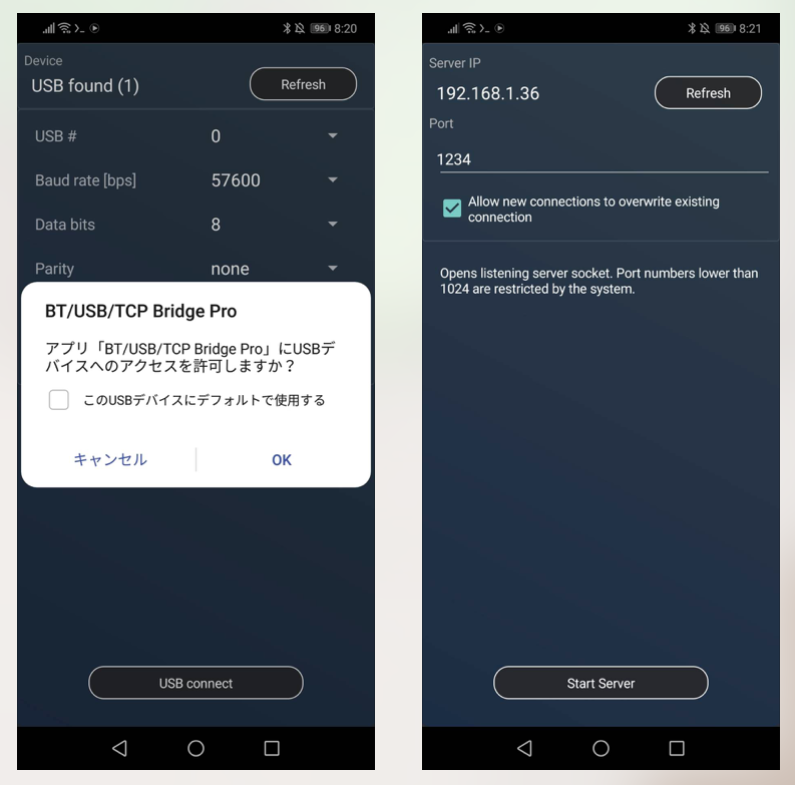 96 8:20
Device
USB found (1)
Refresh
USB # 0
Baud rate [bps] 57600
Data bits 8
Parity none
BT/USB/TCP Bridge Pro
アプリ「BT/USB/TCP Bridge Pro」にUSBデ
バイスへのアクセスを許可しますか？
このUSBデバイスにデフォルトで使用する
キャンセル OK
USB connect
96 8:21
Server IP
192.168.1.36
Refresh
Port
1234
Allow new connections to overwrite existing
connection
Opens listening server socket. Port numbers lower than
1024 are restricted by the system.
Start Server